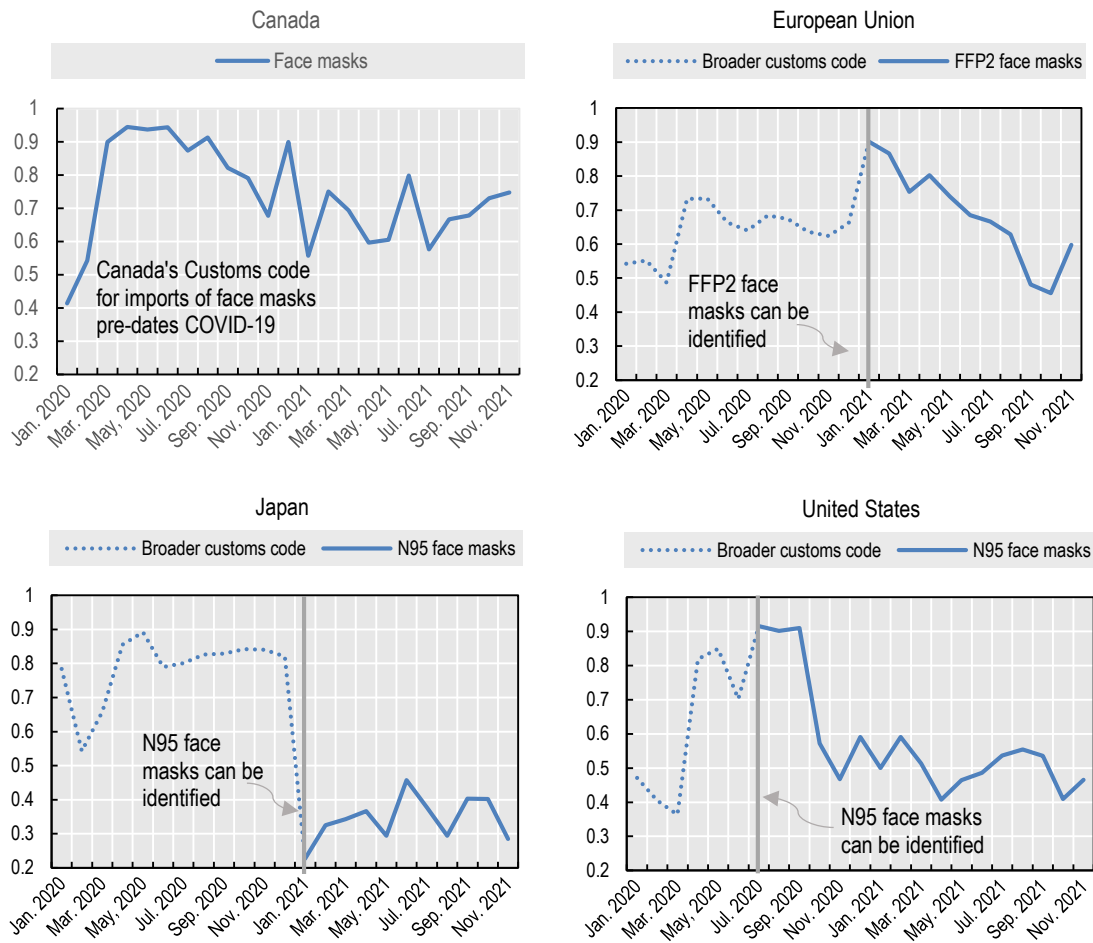 Canada
Face masks
1
0.9
0.8
0.7
0.6
0.5
0.4
0.3
0.2
Canada's Customs code
for imports of face masks
pre-dates COVID-19
Jan. 2020
Mar. 2020
May, 2020
Jul. 2020
Sep. 2020
Nov. 2020
Jan. 2021
Mar. 2021
May. 2021
Jul. 2021
Sep. 2021
Nov. 2021
European Union
Broader customs code FFP2 face masks
1
0.9
0.8
0.7
0.6
0.5
0.4
0.3
0.2
FFP2 face
masks can be
identified
Jan. 2020
Mar. 2020
May, 2020
Jul. 2020
Sep. 2020
Nov. 2020
Jan. 2021
Mar. 2021
May. 2021
Jul. 2021
Sep. 2021
Nov. 2021
Japan
Broader customs code N95 face masks
1
0.9
0.8
0.7
0.6
0.5
0.4
0.3
0.2
N95 face
masks can be
identified
Jan. 2020
Mar. 2020
May, 2020
Jul. 2020
Sep. 2020
Nov. 2020
Jan. 2021
Mar. 2021
May. 2021
Jul. 2021
Sep. 2021
Nov. 2021
United States
Broader customs code N95 face masks
1
0.9
0.8
0.7
0.6
0.5
0.4
0.3
0.2
N95 face masks
can be identified
Jan. 2020
Mar. 2020
May, 2020
Jul. 2020
Sep. 2020
Nov. 2020
Jan. 2021
Mar. 2021
May. 2021
Jul. 2021
Sep. 2021
Nov. 2021